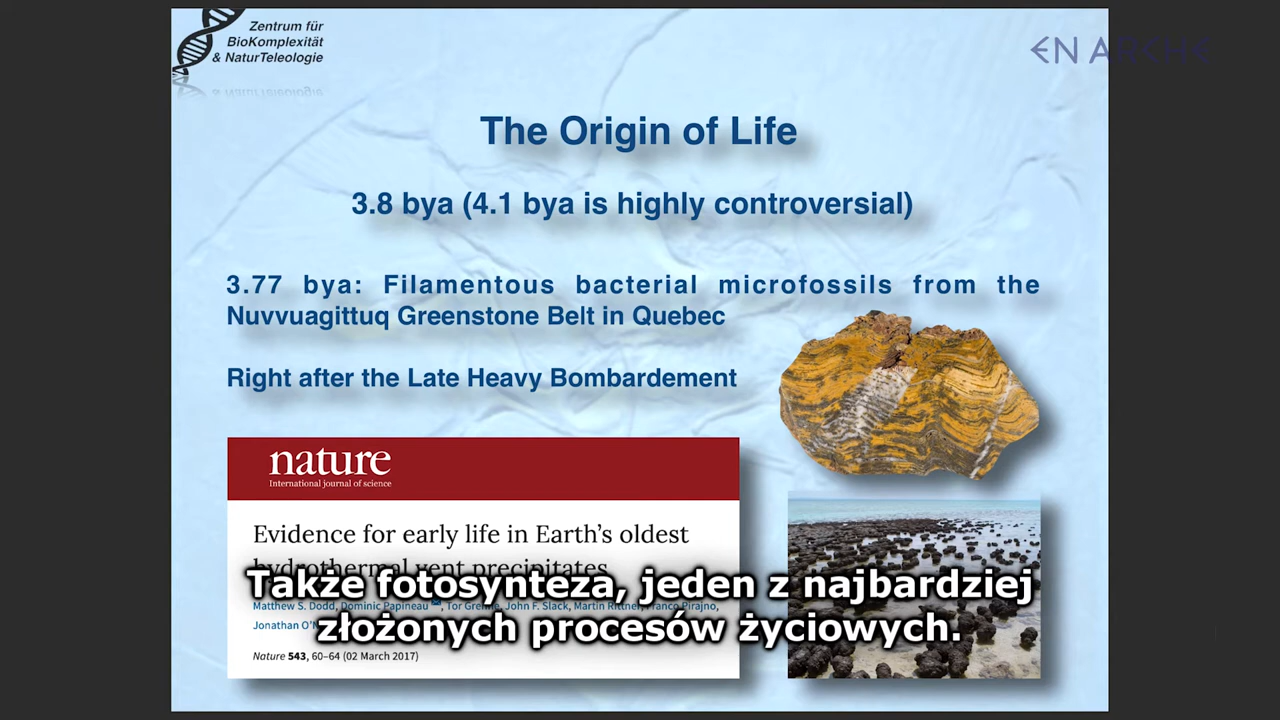 Zentrum für
BioKomplexität
& NaturTeleologie
EN ARCHE
The Origin of Life
3.8 bya (4.1 bya is highly controversial)
3.77 bya: Filamentous bacterial microfossils from the
Nuvvuagittuq Greenstone Belt in Quebec
Right after the Late Heavy Bombardement
nature
International journal of science
Evidence for early life in Earth’s oldest
hydrothermal vent precipitates
Matthew S. Dodd, Dominic Papineau, Tor Grenne, John F. Slack, Martin Rittner, Franco Pirajno,
Jonathan
Nature 543, 60–64 (02 March 2017)
Także fotosynteza, jeden z najbardziej
złożonych procesów życiowych.